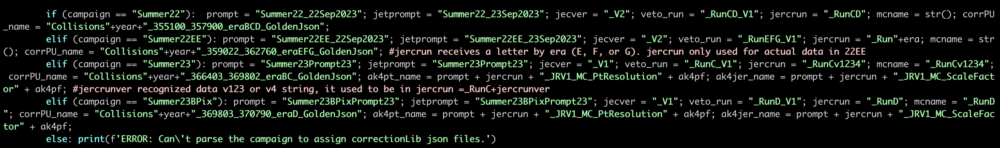 if (campaign == "Summer22"):  prompt = "Summer22_22Sep2023"; jetprompt = "Summer22_23Sep2023"; jecver = "_V2"; veto_run = "_RunCD_V1"; jercrun = "_RunCD"; mcname = str(); corrPU
_name = "Collisions"+year+"_355100_357900_eraBCD_GoldenJson";
elif (campaign == "Summer22EE"): prompt = "Summer22EE_22Sep2023"; jetprompt = "Summer22EE_23Sep2023"; jecver = "_V2"; veto_run = "_RunEFG_V1"; jercrun = "_Run"+era; mcname = str
(); corrPU_name = "Collisions"+year+"_359022_362760_eraEFG_GoldenJson"; #jercrun receives a letter by era (E, F, or G). jercrun only used for actual data in 22EE
elif (campaign == "Summer23"): prompt = "Summer23Prompt23"; jetprompt = "Summer23Prompt23"; jecver = "_V1"; veto_run = "_RunC_V1"; jercrun = "_RunCv1234"; mcname = "_RunCv1234";
corrPU_name = "Collisions"+year+"_366403_369802_eraBC_GoldenJson"; ak4pt_name = prompt + jercrun + "_JRV1_MC_PtResolution" + ak4pf; ak4jer_name = prompt + jercrun + "_JRV1_MC_ScaleFact
or" + ak4pf; #jercrunver recognized data v123 or v4 string, it used to be in jercrun =_RunC+jercrunver
elif (campaign == "Summer23BPix"): prompt = "Summer23BPixPrompt23"; jetprompt = "Summer23BPixPrompt23"; jecver = "_V1"; veto_run = "_RunD_V1"; jercrun = "_RunD"; mcname = "_RunD
"; corrPU_name = "Collisions"+year+"_369803_370790_eraD_GoldenJson"; ak4pt_name = prompt + jercrun + "_JRV1_MC_PtResolution" + ak4pf; ak4jer_name = prompt + jercrun + "_JRV1_MC_ScaleFac
tor" + ak4pf;
else: print(f'ERROR: Can\'t parse the campaign to assign correctionLib json files.')